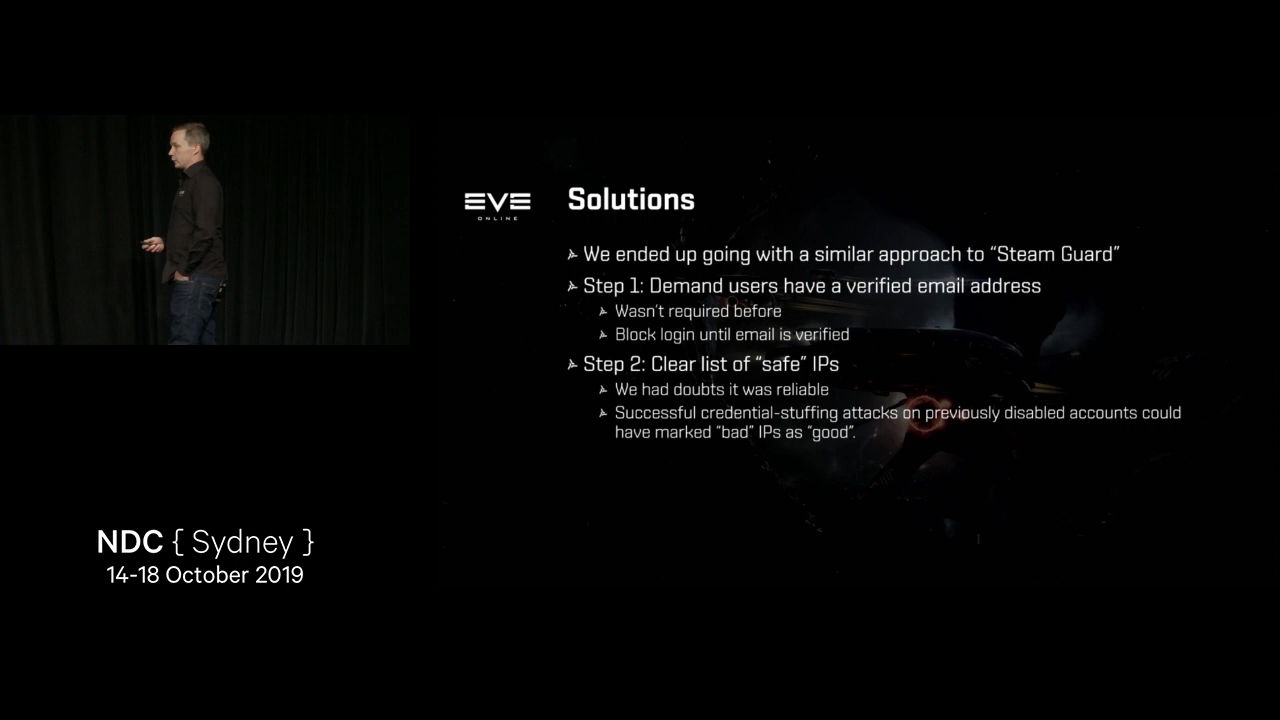 EVE
ONLINE
Solutions
We ended up going with a similar approach to “Steam Guard”
Step 1: Demand users have a verified email address
Wasn’t required before
Block login until email is verified
Step 2: Clear list of “safe” IPs
We had doubts it was reliable
Successful credential-stuffing attacks on previously disabled accounts could
have marked “bad” IPs as “good”.
NDC { Sydney }
14-18 October 2019